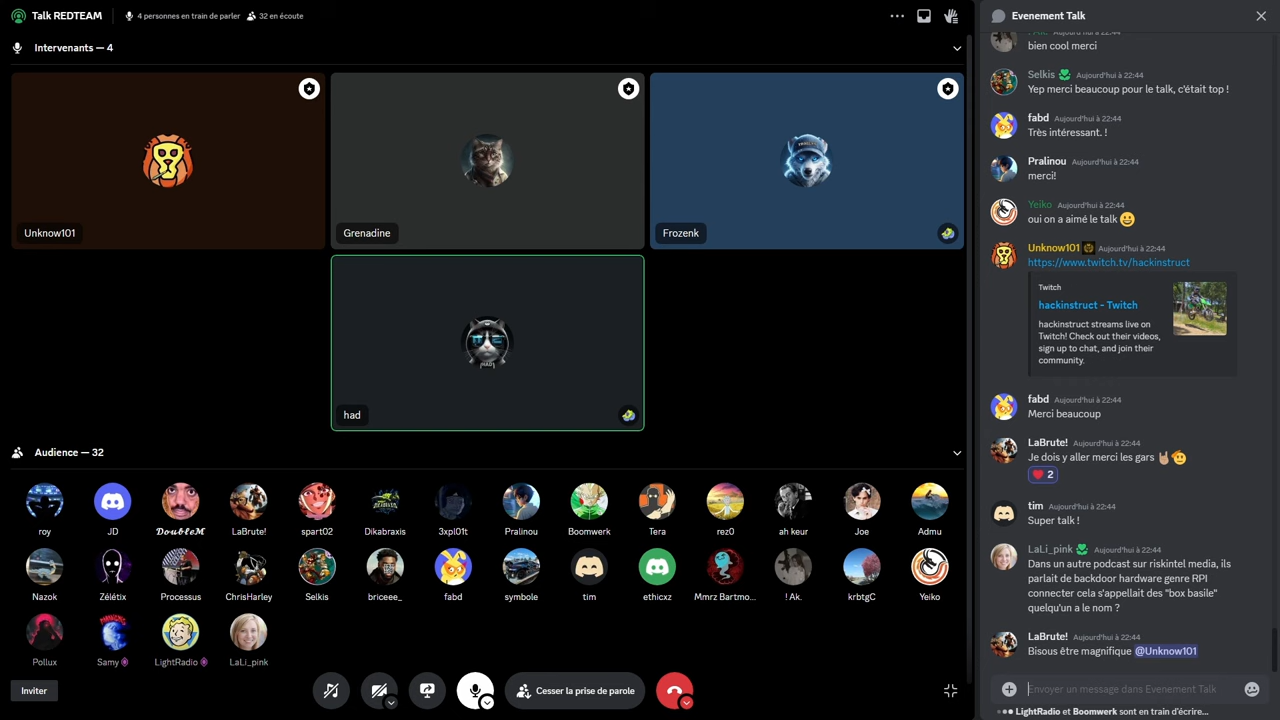 Talk REDTEAM
4 personnes en train de parler
32 en écoute
Intervenants — 4
Unknow101
Grenadine
Frozenk
had
Audience — 32
roy
JD
𝓓𝓸𝓾𝓫𝓵𝓮𝓜
LaBrute!
spart02
Dikabraxis
3xpl01t
Pralinou
Boomwerk
Tera
rez0
ah keur
Joe
Admu
Nazok
Zélétix
Processus
ChrisHarley
Selkis
briceee_
fabd
symbole
tim
ethicxz
Mmrz Bartmo...
! Ak.
krbtgC
Yeiko
Pollux
Samy
LightRadio
LaLi_pink
Inviter
Cesser la prise de parole
Evenement Talk
Aujourd'hui à 22:44
bien cool merci
Selkis Aujourd'hui à 22:44
Yep merci beaucoup pour le talk, c'était top !
fabd Aujourd'hui à 22:44
Très intéressant. !
Pralinou Aujourd'hui à 22:44
merci!
Yeiko Aujourd'hui à 22:44
oui on a aimé le talk 😀
Unknow101 Aujourd'hui à 22:44
https://www.twitch.tv/hackinstruct
Twitch
hackinstruct - Twitch
hackinstruct streams live on
Twitch! Check out their videos,
sign up to chat, and join their
community.
fabd Aujourd'hui à 22:44
Merci beaucoup
LaBrute! Aujourd'hui à 22:44
Je dois y aller merci les gars 🤘🏼🫡
❤️ 2
tim Aujourd'hui à 22:44
Super talk !
LaLi_pink Aujourd'hui à 22:44
Dans un autre podcast sur riskintel media, ils
parlait de backdoor hardware genre RPI
connecter cela s'appellait des "box basile"
quelqu'un a le nom ?
LaBrute! Aujourd'hui à 22:44
Bisous être magnifique @Unknow101
Envoyer un message dans Evenement Talk
LightRadio et Boomwerk sont en train d'écrire...